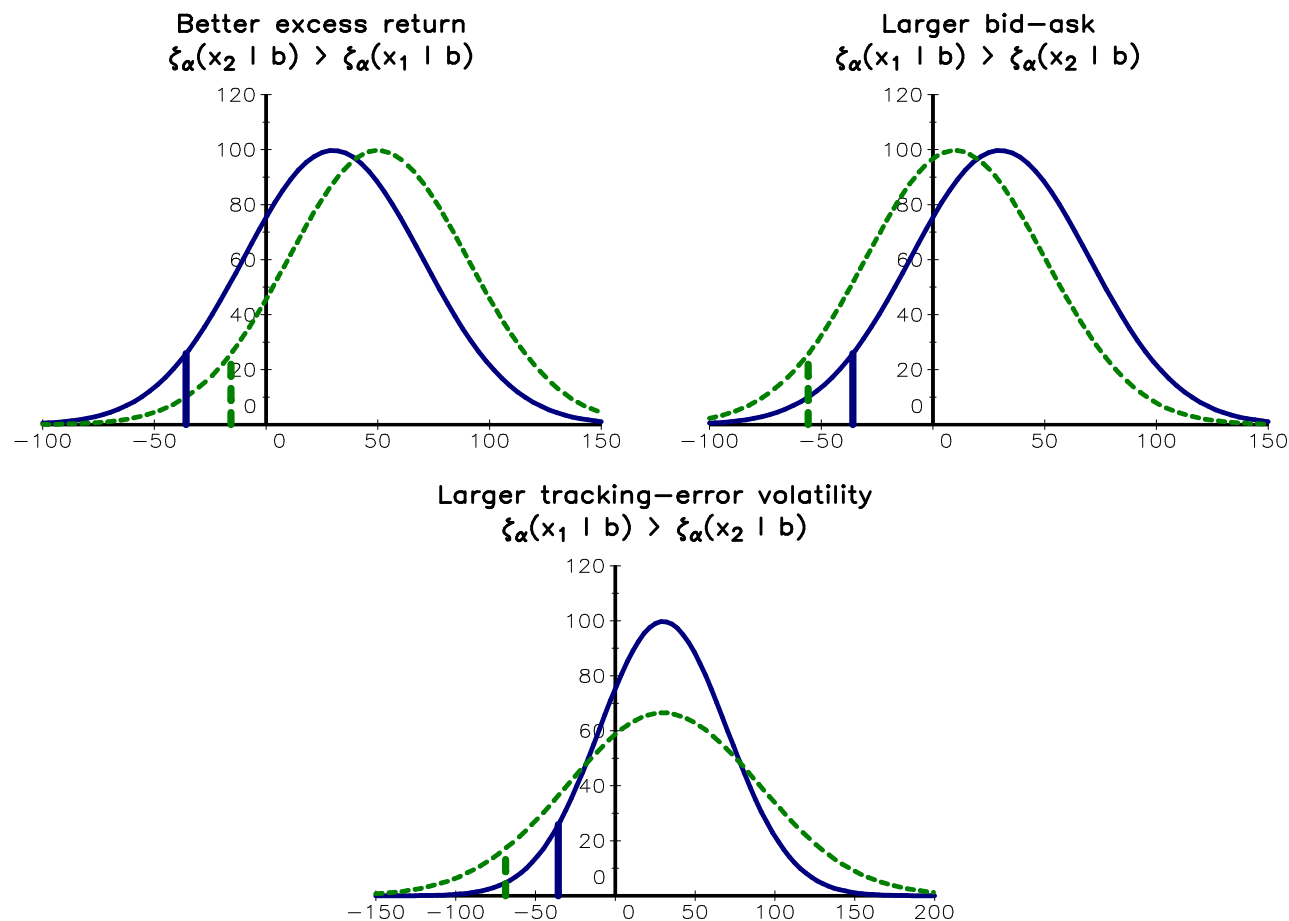 Better excess return
ζα(x2 | b) > ζα(x1 | b)
120
100
80
60
40
20
0
−100 −50 0 50 100 150
Larger bid−ask
ζα(x1 | b) > ζα(x2 | b)
120
100
80
60
40
20
0
−100 −50 0 50 100 150
Larger tracking−error volatility
ζα(x1 | b) > ζα(x2 | b)
120
100
80
60
40
20
0
−150 −100 −50 0 50 100 150 200